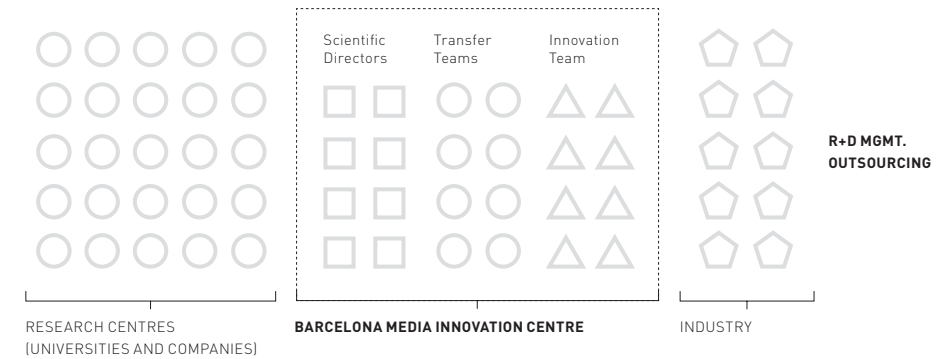 Scientific
Directors
Transfer
Teams
Innovation
Team
R+D MGMT.
OUTSOURCING
RESEARCH CENTRES
(UNIVERSITIES AND COMPANIES)
BARCELONA MEDIA INNOVATION CENTRE
INDUSTRY